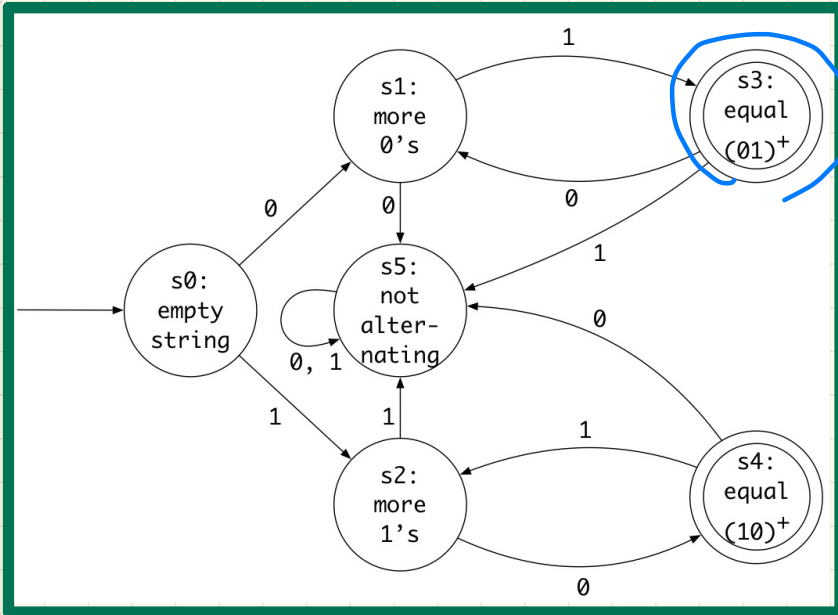 1
s1:
more
0's
s3:
equal
(01)+
0
0
0
1
s0:
empty
string
s5:
not
alter-
nating
0, 1
0
1
1
1
s2:
more
1's
s4:
equal
(10)+
0